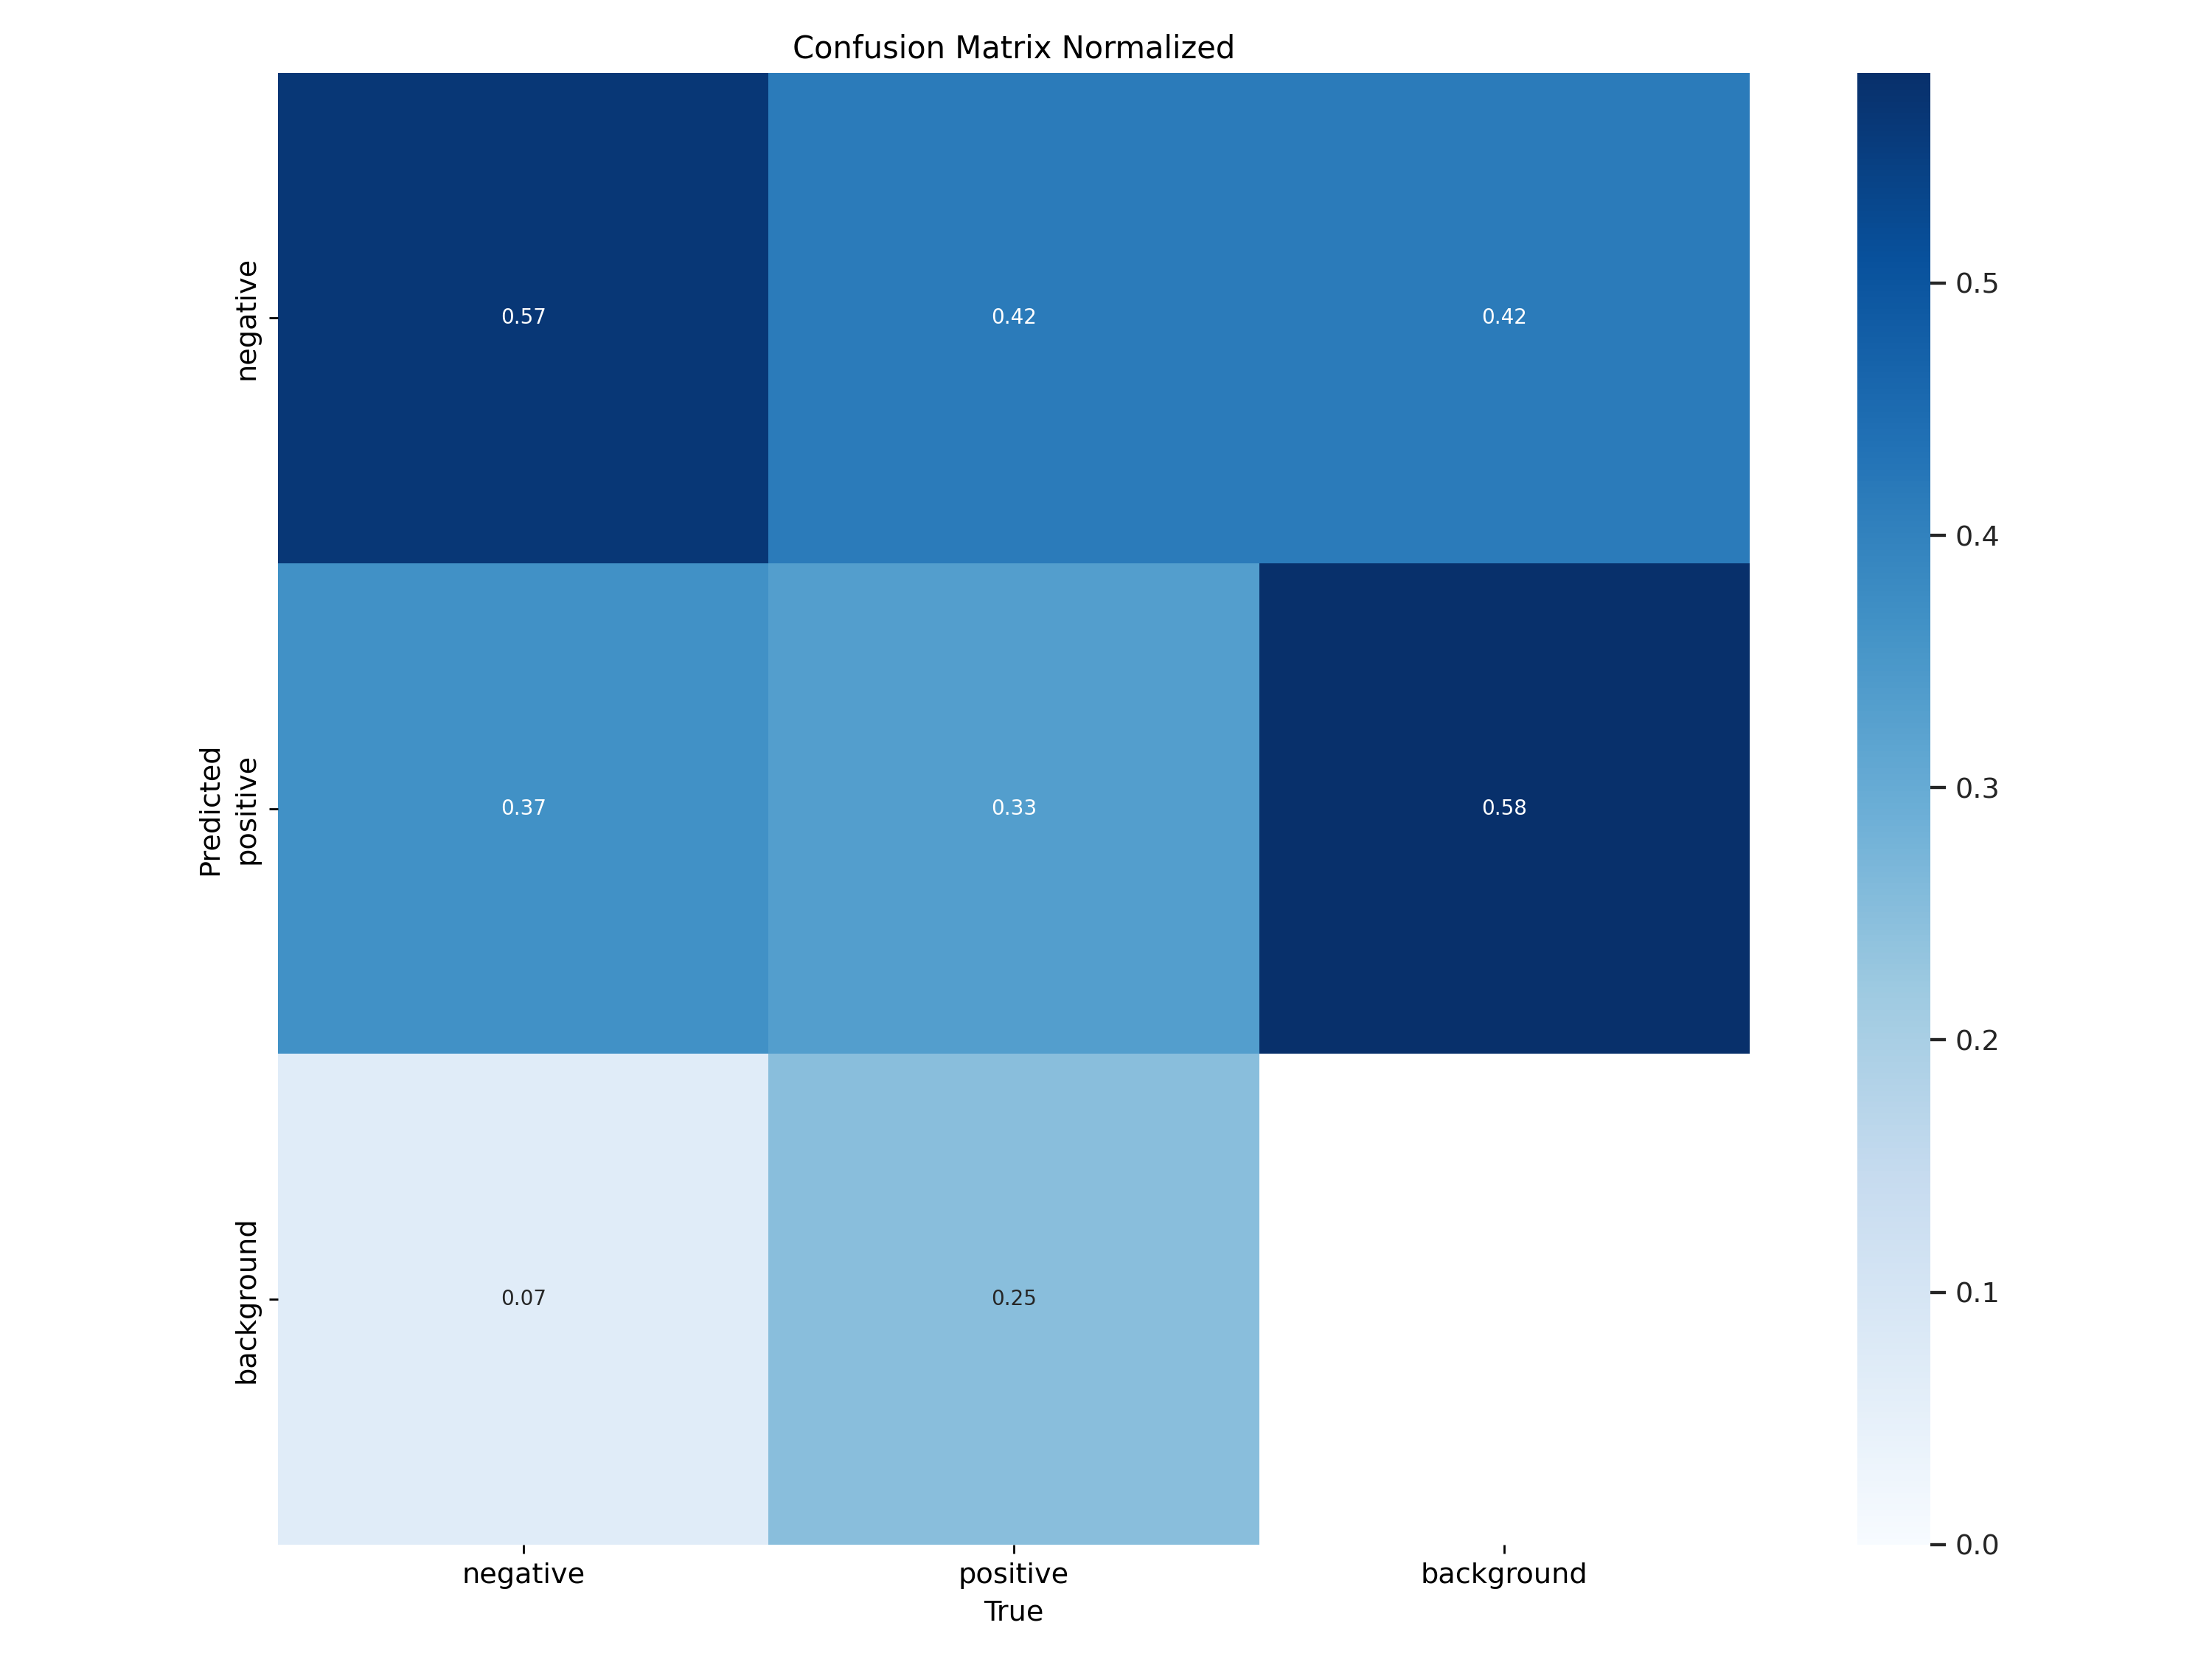 Confusion Matrix Normalized
negative
0.57
0.42
0.42
0.5
0.4
Predicted
positive
0.37
0.33
0.58
0.3
0.2
background
0.07
0.25
0.1
0.0
negative
positive
background
True